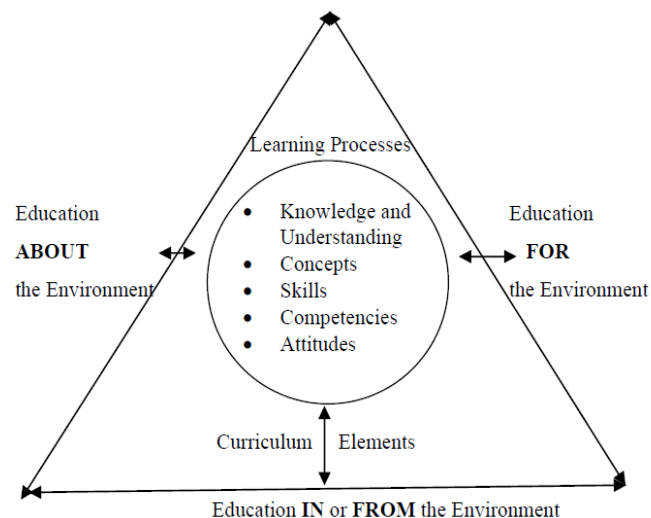 Learning Processes
Education
ABOUT
the Environment
• Knowledge and
Understanding
• Concepts
• Skills
• Competencies
• Attitudes
Education
FOR
the Environment
Curriculum Elements
Education IN or FROM the Environment